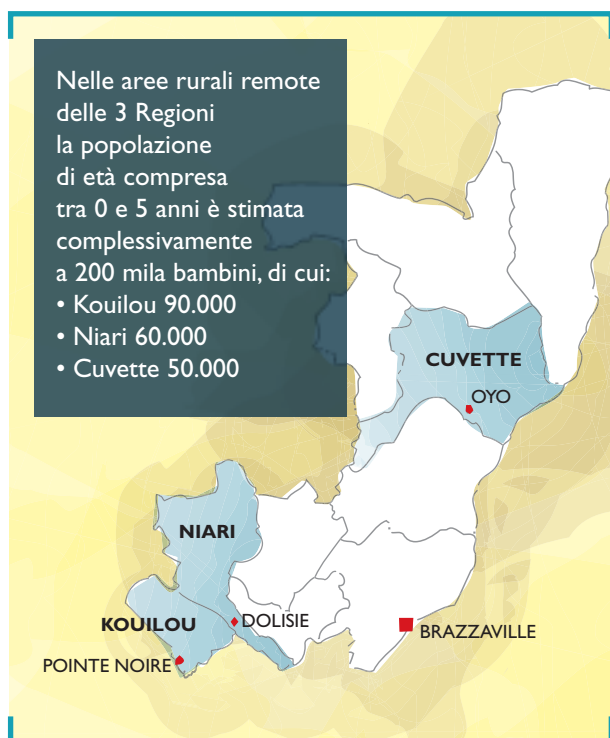 Nelle aree rurali remote
delle 3 Regioni
la popolazione
di età compresa
tra 0 e 5 anni è stimata
complessivamente
a 200 mila bambini, di cui:
• Kouilou 90.000
• Niari 60.000
• Cuvette 50.000
CUVETTE
OYO
NIARI
KOUILOU
DOLISIE
BRAZZAVILLE
POINTE NOIRE